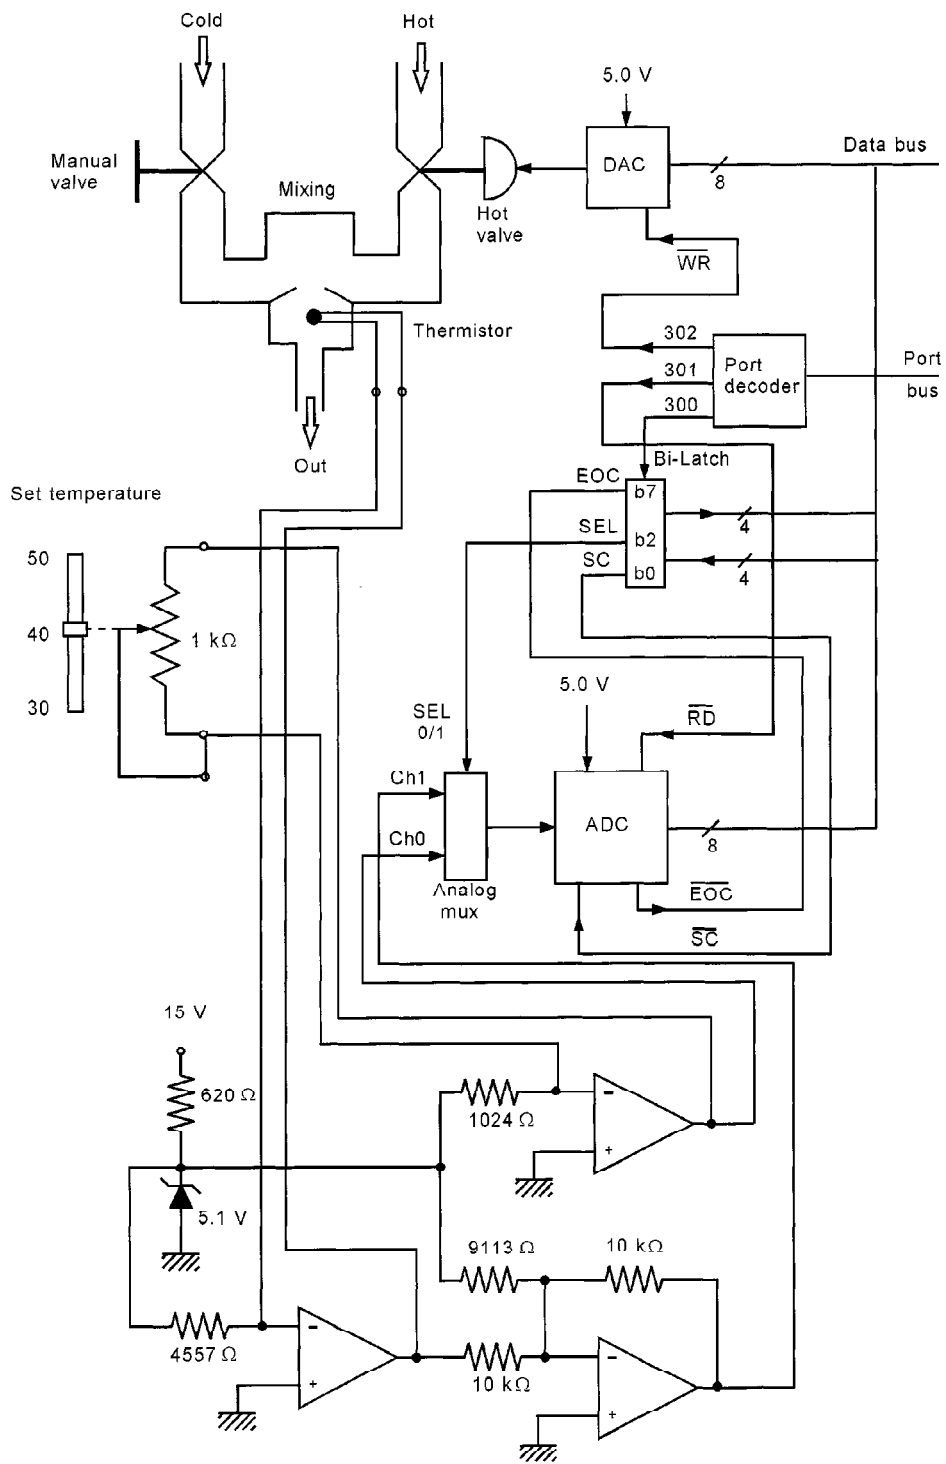 Cold
Hot
5.0 V
Manual
valve
Mixing
Hot
valve
DAC
8
Data bus
WR
Thermistor
302
301
300
Port
decoder
Port
bus
Out
Bi-Latch
Set temperature
EOC
SEL
SC
b7
b2
b0
4
4
50
40
30
1 kΩ
SEL
0/1
5.0 V
RD
Ch1
Ch0
Analog
mux
ADC
8
EOC
SC
15 V
620 Ω
1024 Ω
-
+
5.1 V
9113 Ω
10 kΩ
4557 Ω
-
+
10 kΩ
-
+